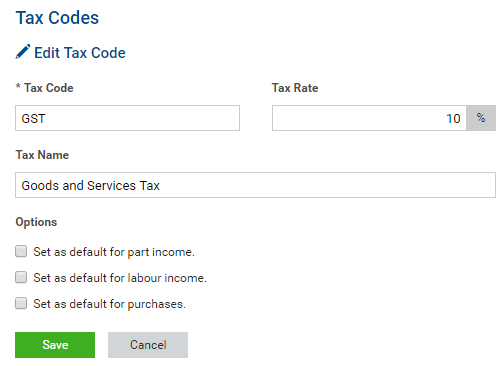 Tax Codes
Edit Tax Code
* Tax Code Tax Rate
GST 10 %
Tax Name
Goods and Services Tax
Options
Set as default for part income.
Set as default for labour income.
Set as default for purchases.
Save Cancel